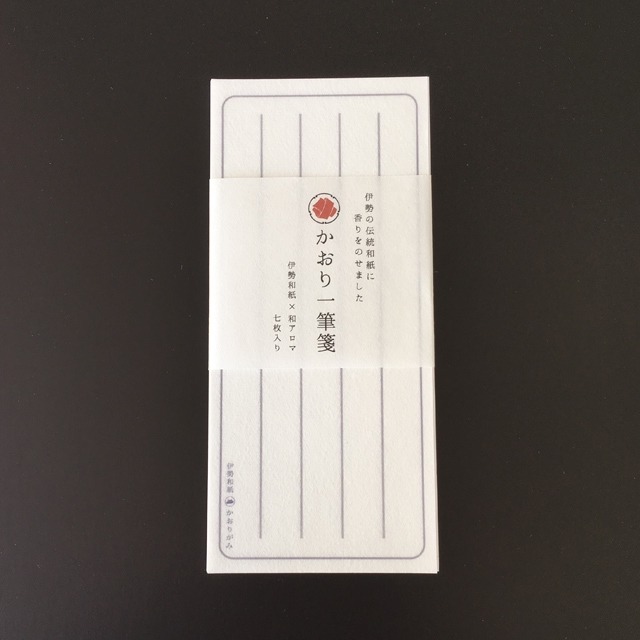 伊勢の伝統和紙に
香りをのせました
かおり一筆箋
伊勢和紙×和アロマ
七枚入り
伊勢和紙 かおりがみ